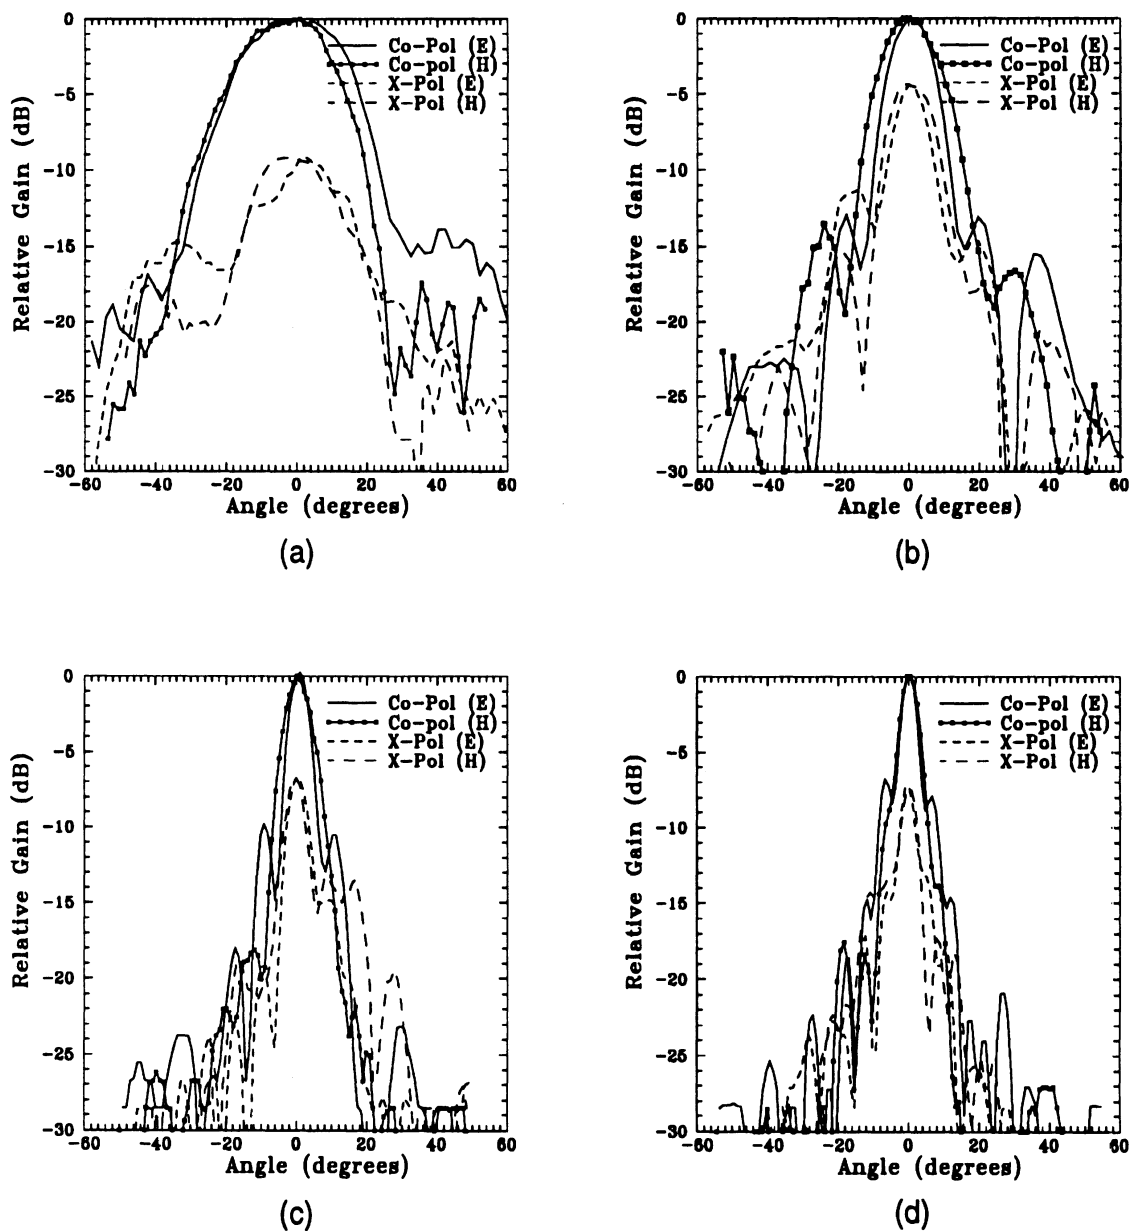 0
-5
-10
-15
-20
-25
-30
Relative Gain (dB)
Co-Pol (E)
Co-pol (H)
X-Pol (E)
X-Pol (H)
-60 -40 -20 0 20 40 60
Angle (degrees)
(a)
0
-5
-10
-15
-20
-25
-30
Relative Gain (dB)
Co-Pol (E)
Co-pol (H)
X-Pol (E)
X-Pol (H)
-60 -40 -20 0 20 40 60
Angle (degrees)
(b)
0
-5
-10
-15
-20
-25
-30
Relative Gain (dB)
Co-Pol (E)
Co-pol (H)
X-Pol (E)
X-Pol (H)
-60 -40 -20 0 20 40 60
Angle (degrees)
(c)
0
-5
-10
-15
-20
-25
-30
Relative Gain (dB)
Co-Pol (E)
Co-pol (H)
X-Pol (E)
X-Pol (H)
-60 -40 -20 0 20 40 60
Angle (degrees)
(d)